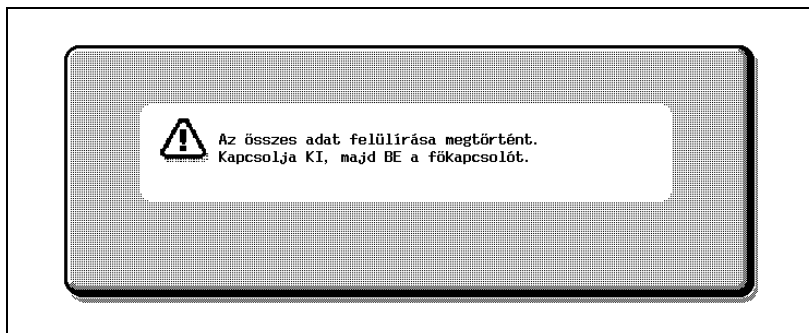 Az összes adat felülírása megtörtént.
Kapcsolja KI, majd BE a főkapcsolót.